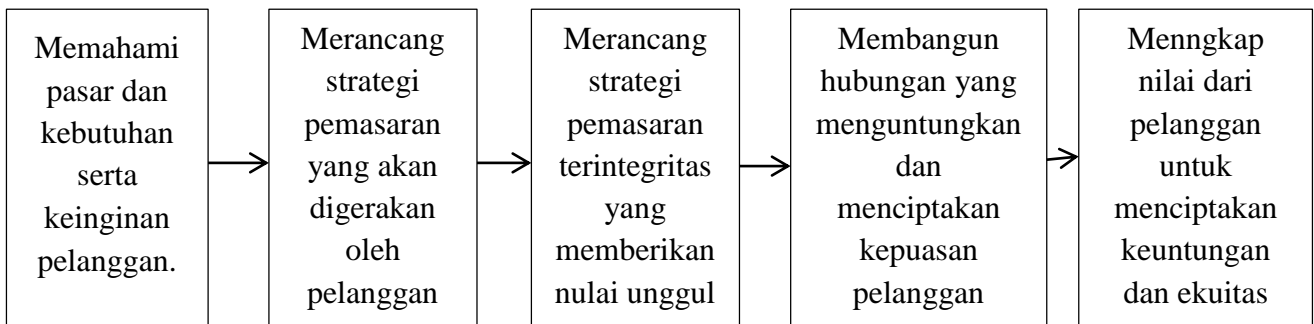 Memahami
pasar dan
kebutuhan
serta
keinginan
pelanggan.
Merancang
strategi
pemasaran
yang akan
digerakan
oleh
pelanggan
Merancang
strategi
pemasaran
terintegritas
yang
memberikan
nulai unggul
Membangun
hubungan yang
menguntungkan
dan
menciptakan
kepuasan
pelanggan
Menngkap
nilai dari
pelanggan
untuk
menciptakan
keuntungan
dan ekuitas